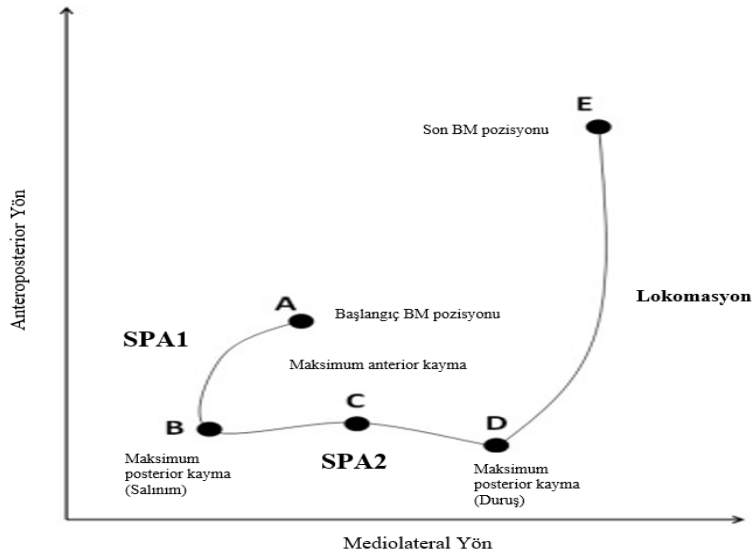 E
Son BM pozisyonu
Anteroposterior Yön
Lokomasyon
A
Başlangıç BM pozisyonu
SPA1
Maksimum anterior kayma
C
B
D
SPA2
Maksimum
posterior kayma
(Salınım)
Maksimum
posterior kayma
(Duruş)
Mediolateral Yön